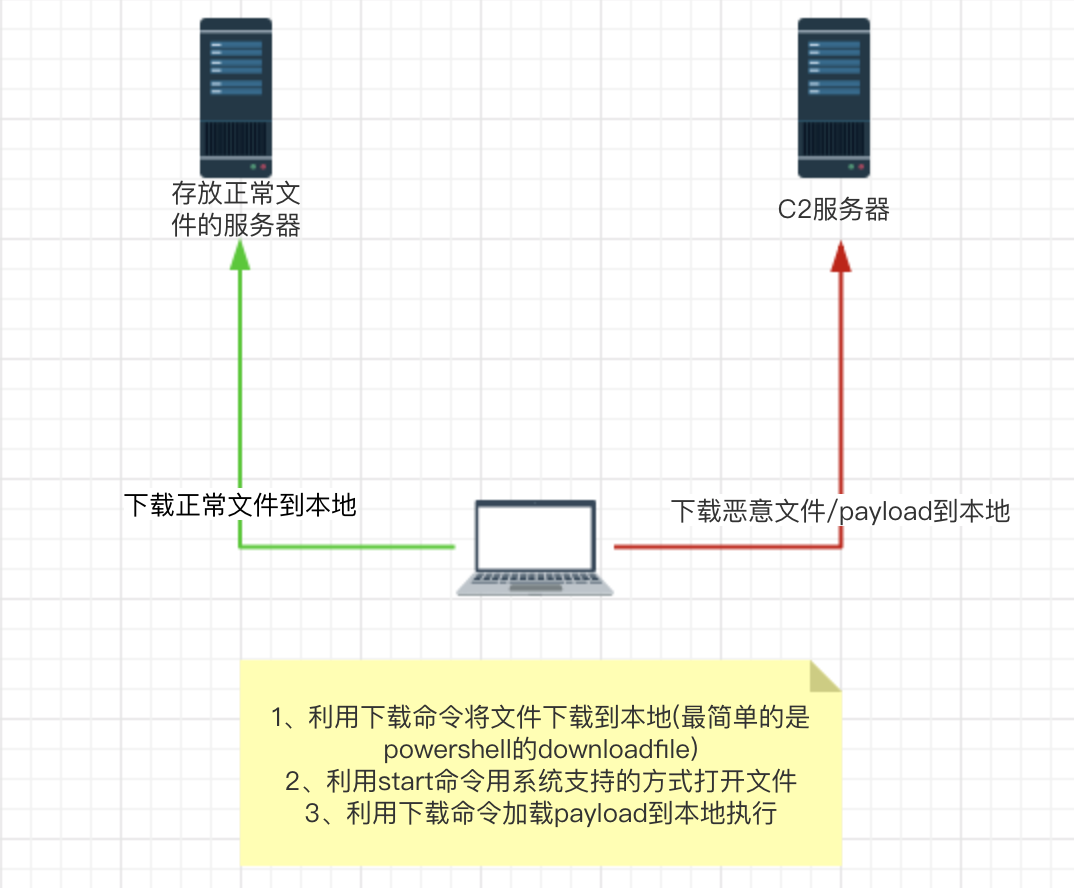 存放正常文
件的服务器
C2服务器
下载正常文件到本地
下载恶意文件/payload到本地
1、利用下载命令将文件下载到本地(最简单的是
powershell的downloadfile)
2、利用start命令用系统支持的方式打开文件
3、利用下载命令加载payload到本地执行